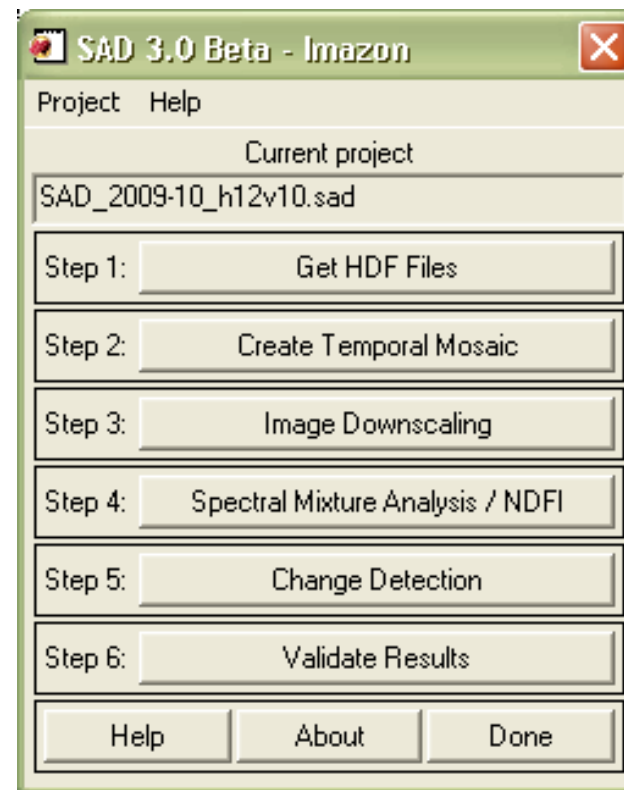 SAD 3.0 Beta - Imazon
Project Help
Current project
SAD_2009-10_h12v10.sad
Step 1: Get HDF Files
Step 2: Create Temporal Mosaic
Step 3: Image Downscaling
Step 4: Spectral Mixture Analysis / NDFI
Step 5: Change Detection
Step 6: Validate Results
Help About Done